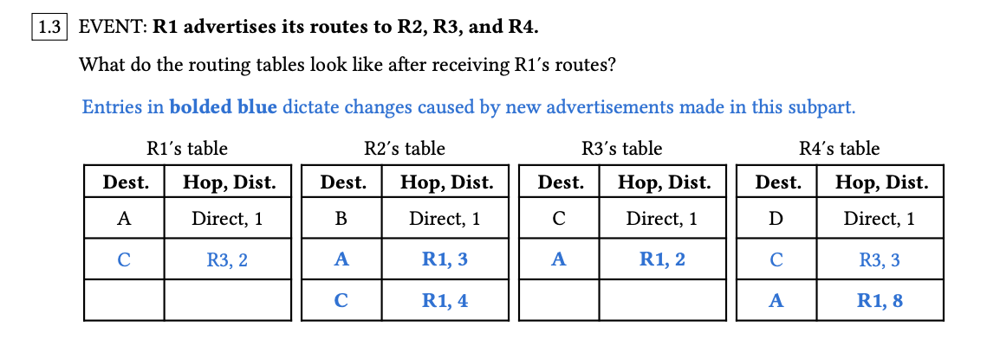 1.3 EVENT: R1 advertises its routes to R2, R3, and R4.
What do the routing tables look like after receiving R1′s routes?
Entries in bolded blue dictate changes caused by new advertisements made in this subpart.
R1′s table R2′s table R3′s table R4′s table
Dest. Hop, Dist. Dest. Hop, Dist. Dest. Hop, Dist. Dest. Hop, Dist.
A Direct, 1 B Direct, 1 C Direct, 1 D Direct, 1
C R3, 2 A R1, 3 A R1, 2 C R3, 3
C R1, 4 A R1, 8